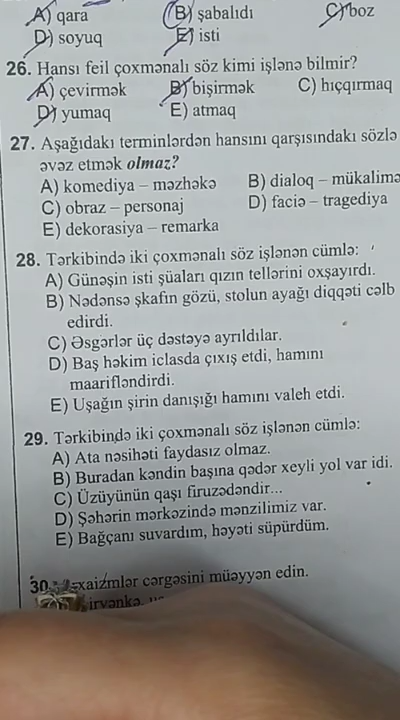 A) qara B) şabalıdı C) boz
D) soyuq E) isti
26. Hansı feil çoxmənalı söz kimi işlənə bilmir?
A) çevirmək B) bişirmək C) hıçqırmaq
D) yumaq E) atmaq
27. Aşağıdakı terminlərdən hansını qarşısındakı sözlə
əvəz etmək olmaz?
A) komediya – məzhəkə B) dialoq – mükalimə
C) obraz – personaj D) faciə – tragediya
E) dekorasiya – remarka
28. Tərkibində iki çoxmənalı söz işlənən cümlə:
A) Günəşin isti şüaları qızın tellərini oxşayırdı.
B) Nədənsə şkafın gözü, stolun ayağı diqqəti cəlb
edirdi.
C) Əsgərlər üç dəstəyə ayrıldılar.
D) Baş həkim iclasda çıxış etdi, hamını
maarifləndirdi.
E) Uşağın şirin danışığı hamını valeh etdi.
29. Tərkibində iki çoxmənalı söz işlənən cümlə:
A) Ata nəsihəti faydasız olmaz.
B) Buradan kəndin başına qədər xeyli yol var idi.
C) Üzüyünün qaşı firuzədəndir...
D) Şəhərin mərkəzində mənzilimiz var.
E) Bağçanı suvardım, həyəti süpürdüm.
30. cərgəsini müəyyən edin.